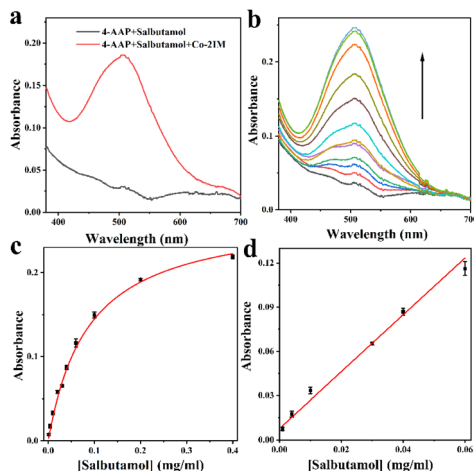 a
4-AAP+Salbutamol
4-AAP+Salbutamol+Co-2IM
0.20
0.15
0.10
0.05
0.00
Absorbance
400
500
600
700
Wavelength (nm)
b
0.2
0.1
0.0
Absorbance
400
500
600
700
Wavelength (nm)
c
0.2
0.1
0.0
Absorbance
0.0
0.1
0.2
0.3
0.4
[Salbutamol] (mg/ml)
d
0.12
0.09
0.06
0.03
0.00
Absorbance
0.00
0.02
0.04
0.06
[Salbutamol] (mg/ml)